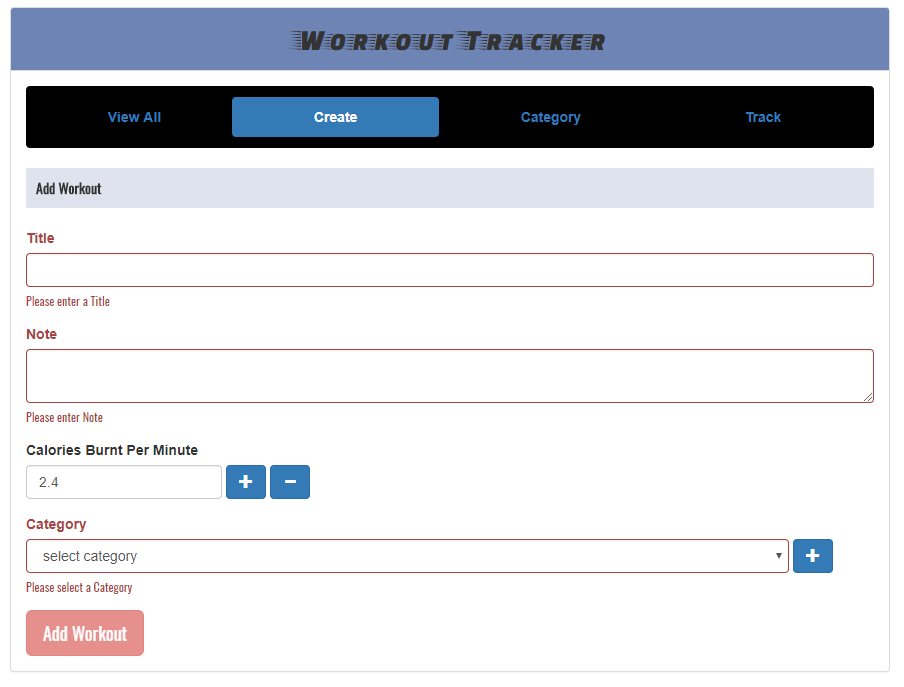 Workout Tracker
View All Create Category Track
Add Workout
Title
Please enter a Title
Note
Please enter Note
Calories Burnt Per Minute
2.4 + −
Category
select category +
Please select a Category
Add Workout